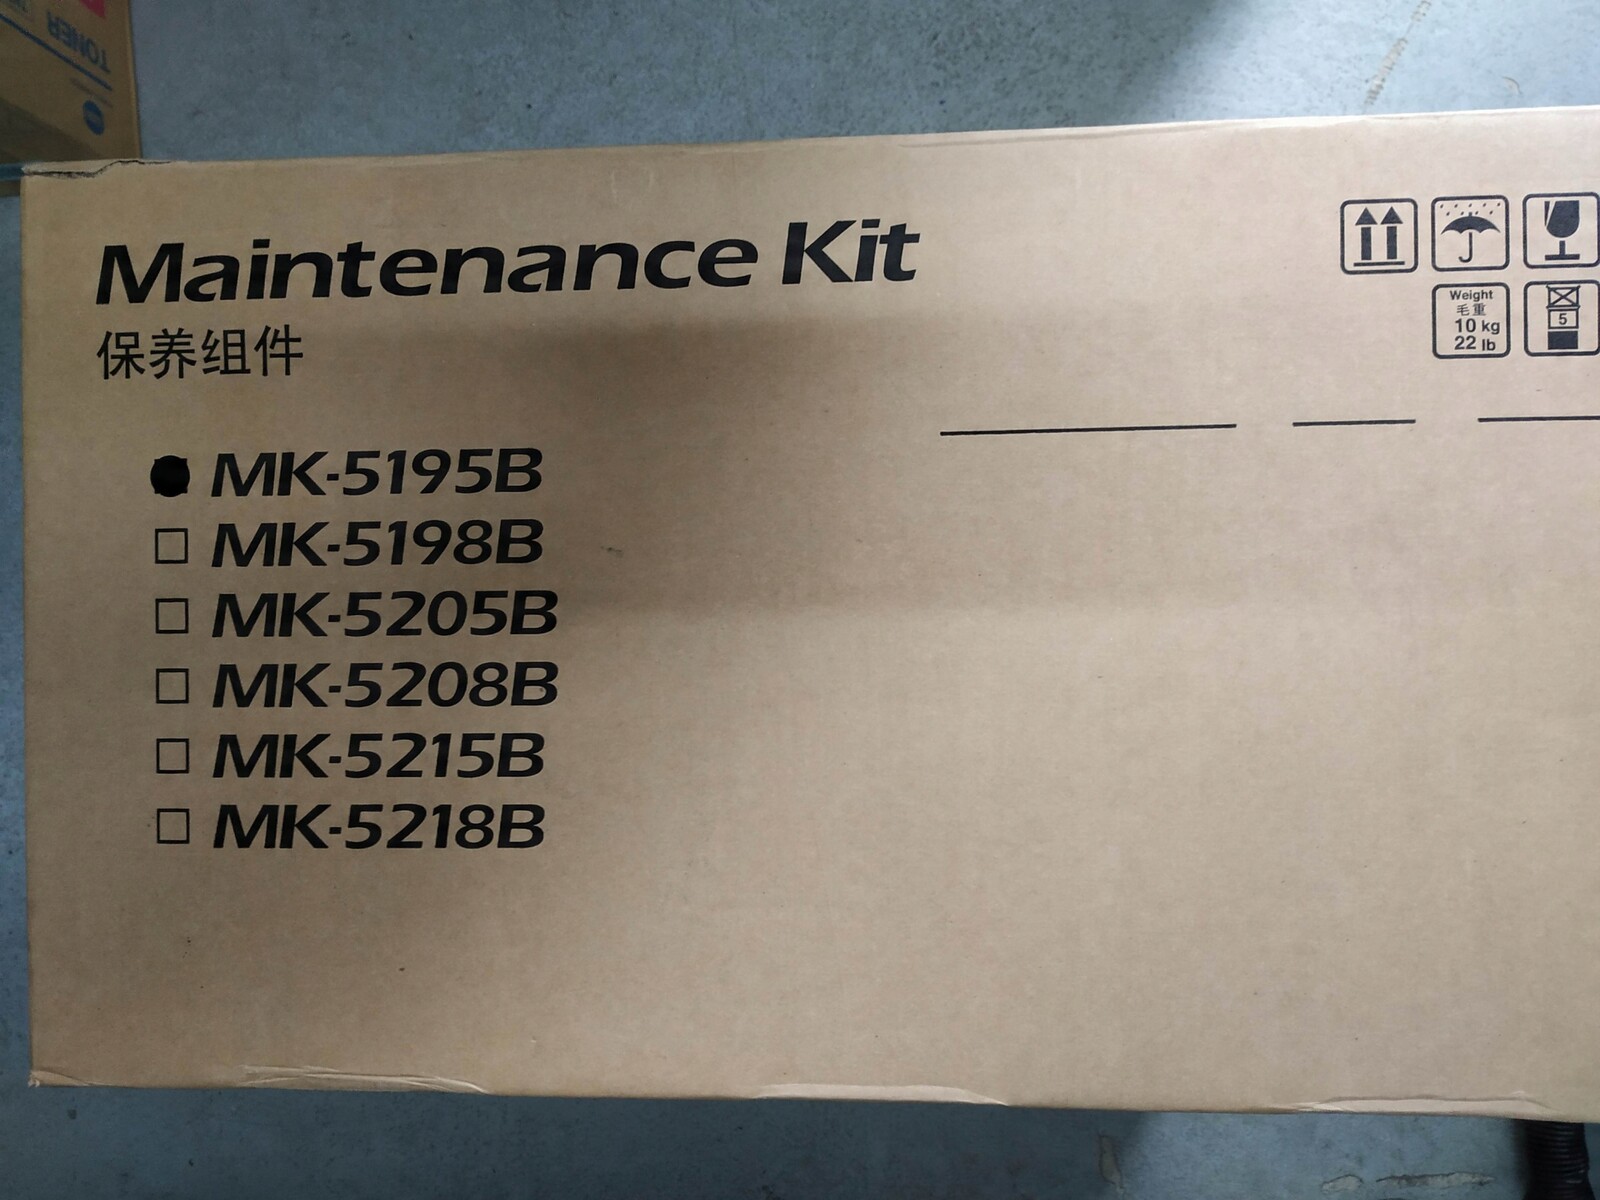 TONER
Maintenance Kit
保养组件
MK-5195B
MK-5198B
MK-5205B
MK-5208B
MK-5215B
MK-5218B
Weight
毛重
10 kg
22 lb
5